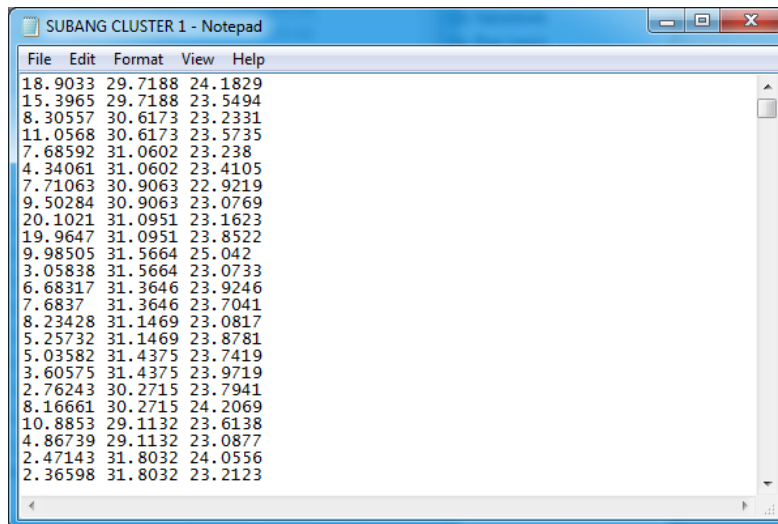 SUBANG CLUSTER 1 - Notepad
File Edit Format View Help
18.9033 29.7188 24.1829
15.3965 29.7188 23.5494
8.30557 30.6173 23.2331
11.0568 30.6173 23.5735
7.68592 31.0602 23.238
4.34061 31.0602 23.4105
7.71063 30.9063 22.9219
9.50284 30.9063 23.0769
20.1021 31.0951 23.1623
19.9647 31.0951 23.8522
9.98505 31.5664 25.042
3.05838 31.5664 23.0733
6.68317 31.3646 23.9246
7.6837 31.3646 23.7041
8.23428 31.1469 23.0817
5.25732 31.1469 23.8781
5.03582 31.4375 23.7419
3.60575 31.4375 23.9719
2.76243 30.2715 23.7941
8.16661 30.2715 24.2069
10.8853 29.1132 23.6138
4.86739 29.1132 23.0877
2.47143 31.8032 24.0556
2.36598 31.8032 23.2123